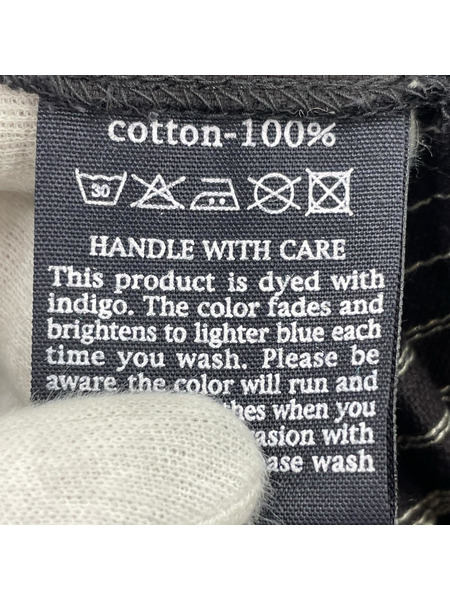 cotton-100%
30
HANDLE WITH CARE
This product is dyed with
indigo. The color fades and
brightens to lighter blue each
time you wash. Please be
aware the color will run and
when you
with
wash